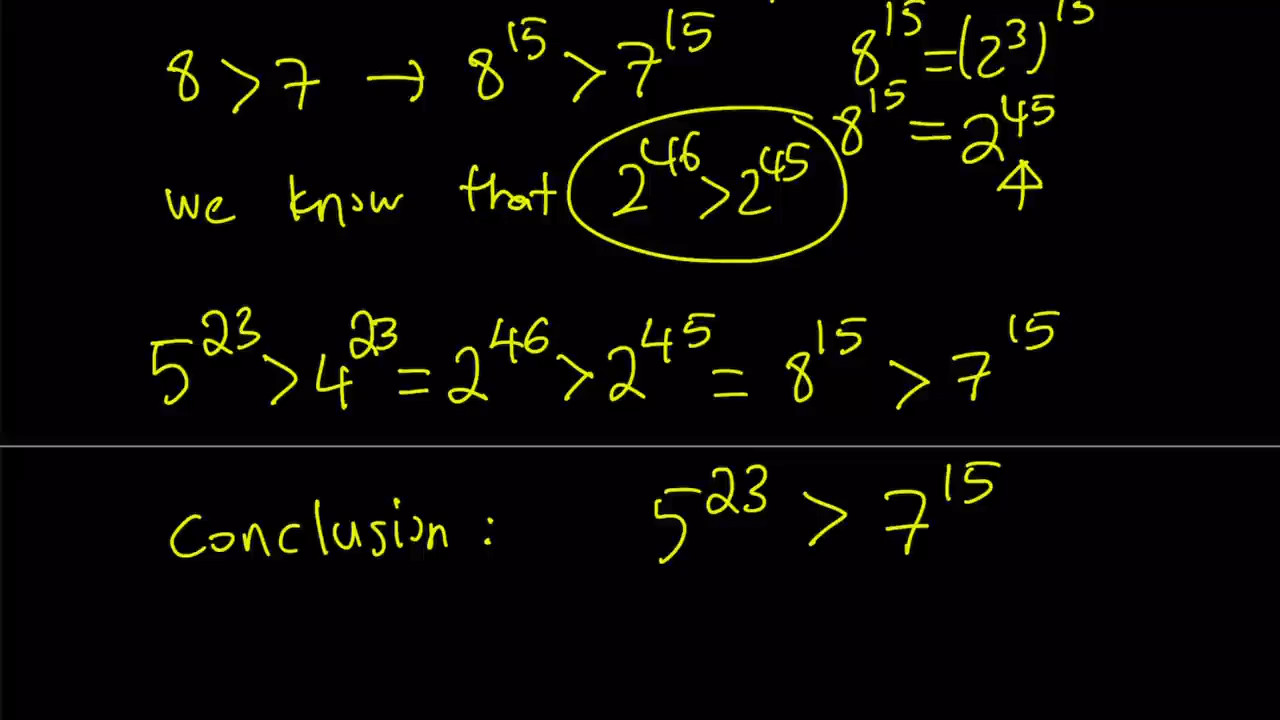 8 > 7 → 8^15 > 7^15
8^15 = (2^3)^15
8^15 = 2^45
we know that 2^46 > 2^45
5^23 > 4^23 = 2^46 > 2^45 = 8^15 > 7^15
Conclusion : 5^23 > 7^15